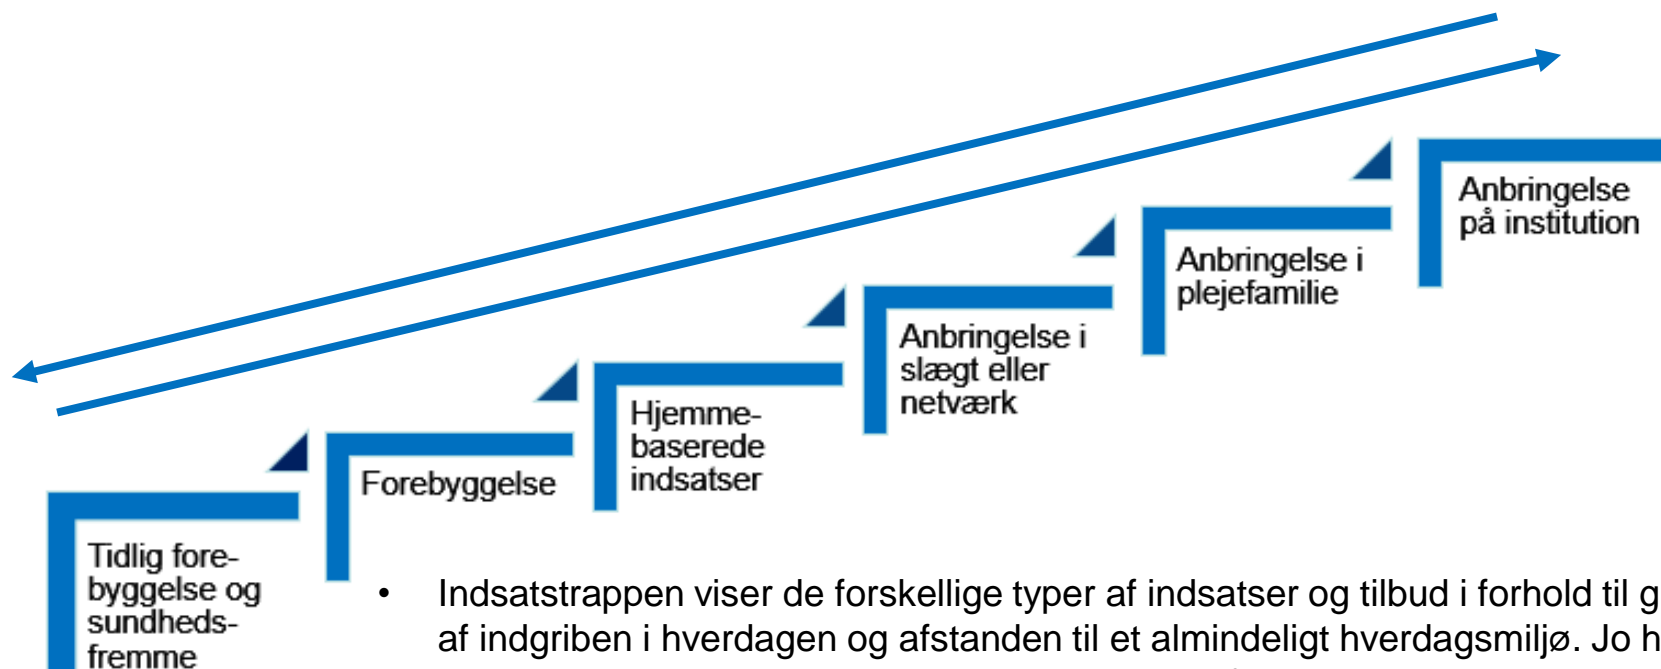 Anbringelse
på institution
Anbringelse i
plejefamilie
Anbringelse i
slægt eller
netværk
Hjemme-
baserede
indsatser
Forebyggelse
Tidlig fore-
byggelse og
sundheds-
fremme
• Indsatstrappen viser de forskellige typer af indsatser og tilbud i forhold til g
af indgriben i hverdagen og afstanden til et almindeligt hverdagsmiljø. Jo h